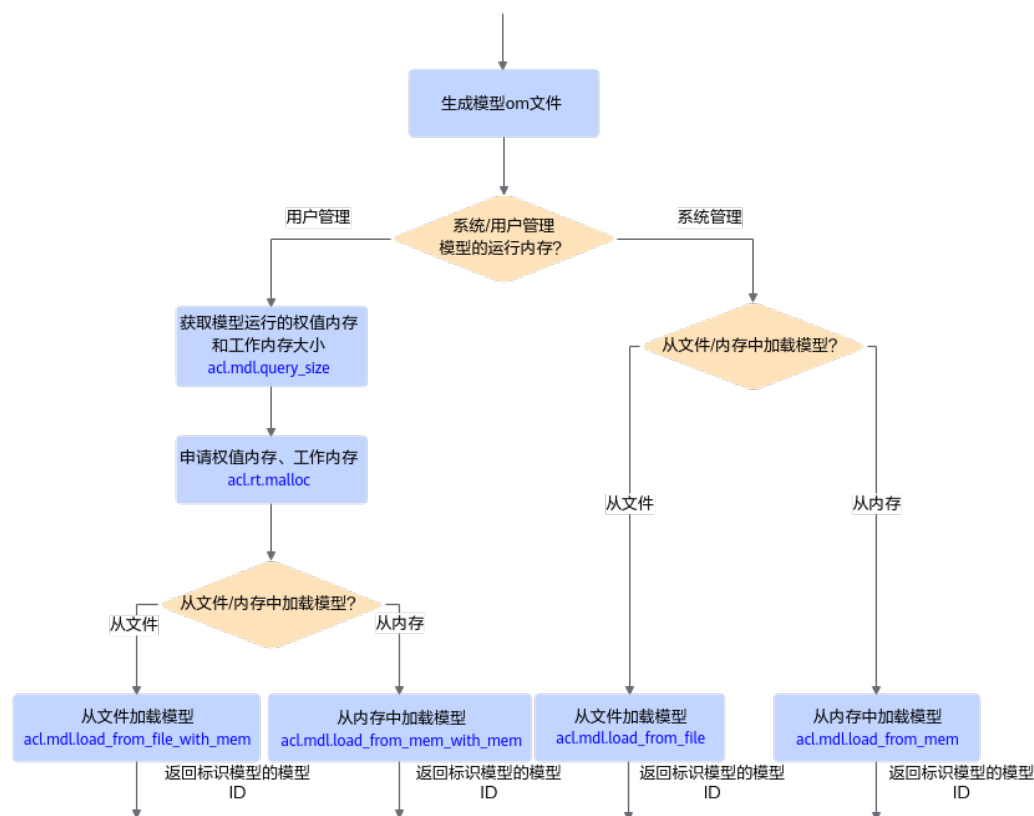 生成模型om文件
用户管理
系统/用户管理
模型的运行内存?
系统管理
获取模型运行的权值内存
和工作内存大小
acl.mdl.query_size
从文件/内存中加载模型?
申请权值内存、工作内存
acl.rt.malloc
从文件
从内存
从文件/内存中加载模型?
从文件
从内存
从文件加载模型
acl.mdl.load_from_file_with_mem
从内存中加载模型
acl.mdl.load_from_mem_with_mem
从文件加载模型
acl.mdl.load_from_file
从内存中加载模型
acl.mdl.load_from_mem
返回标识模型的模型
ID
返回标识模型的模型
ID
返回标识模型的模型
ID
返回标识模型的模型
ID